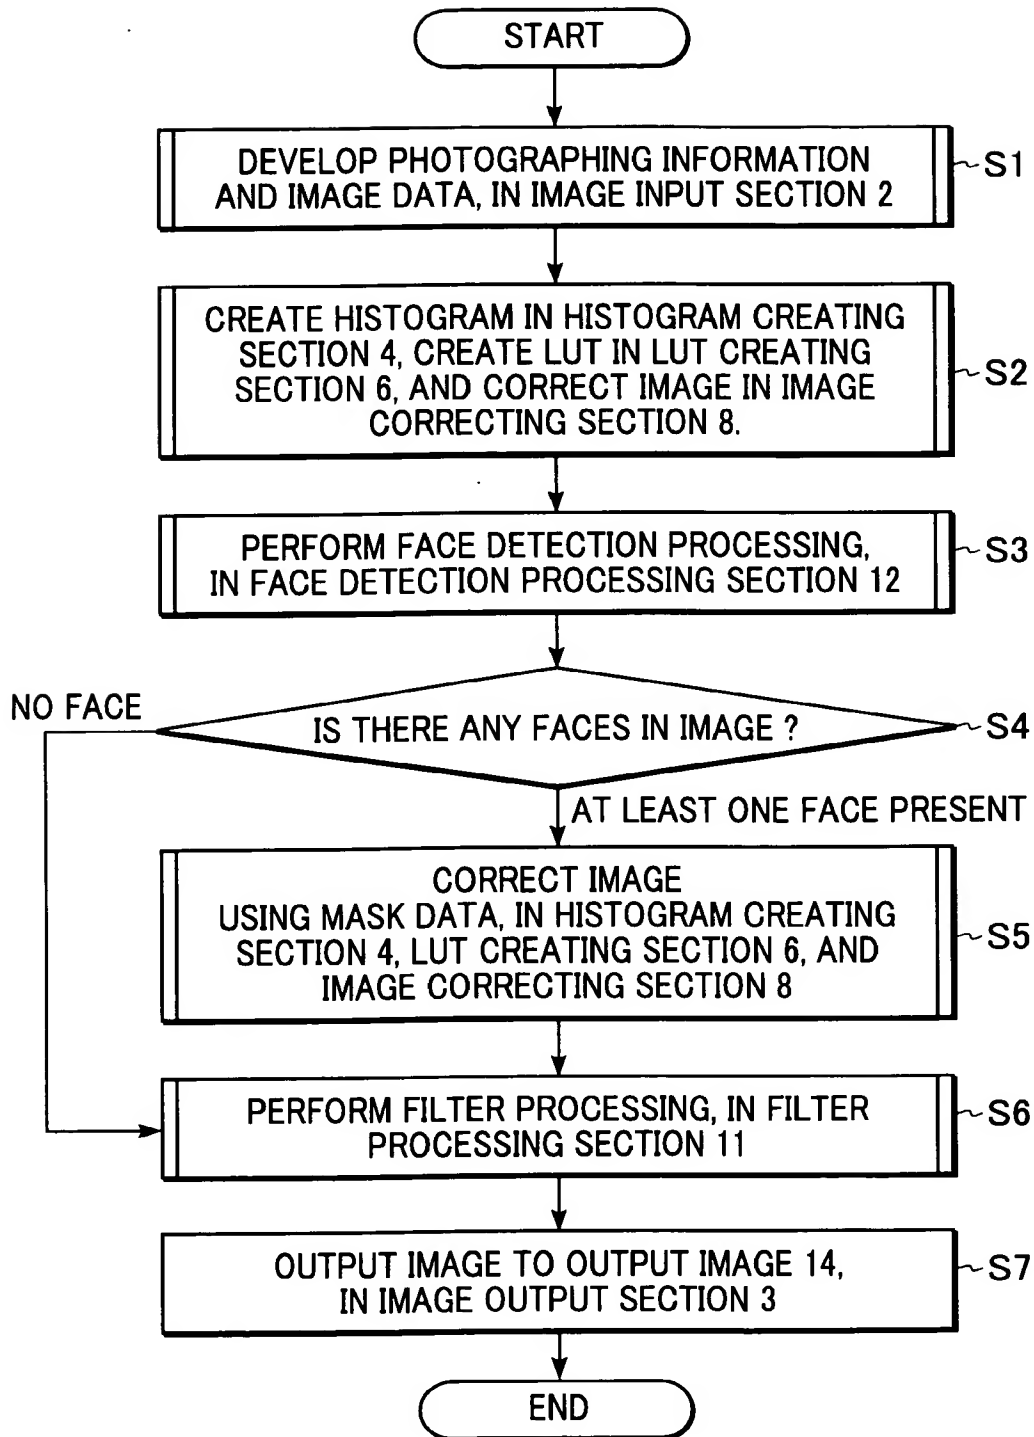 START
DEVELOP PHOTOGRAPHING INFORMATION
AND IMAGE DATA, IN IMAGE INPUT SECTION 2
S1
CREATE HISTOGRAM IN HISTOGRAM CREATING
SECTION 4, CREATE LUT IN LUT CREATING
SECTION 6, AND CORRECT IMAGE IN IMAGE
CORRECTING SECTION 8.
S2
PERFORM FACE DETECTION PROCESSING,
IN FACE DETECTION PROCESSING SECTION 12
S3
NO FACE
IS THERE ANY FACES IN IMAGE ?
S4
AT LEAST ONE FACE PRESENT
CORRECT IMAGE
USING MASK DATA, IN HISTOGRAM CREATING
SECTION 4, LUT CREATING SECTION 6, AND
IMAGE CORRECTING SECTION 8
S5
PERFORM FILTER PROCESSING, IN FILTER
PROCESSING SECTION 11
S6
OUTPUT IMAGE TO OUTPUT IMAGE 14,
IN IMAGE OUTPUT SECTION 3
S7
END